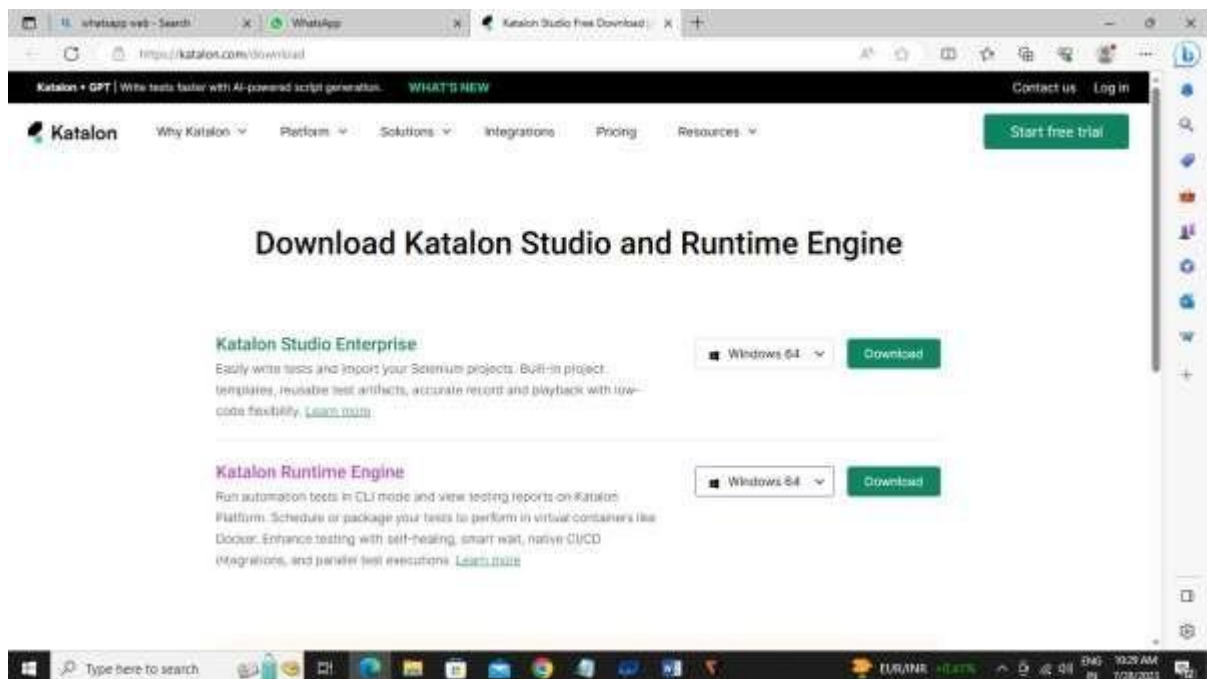 whatsapp web - Search
WhatsApp
Katalon Studio Free Download |
https://katalon.com/download
Katalon + GPT | Write tests faster with AI-powered script generation. WHAT'S NEW
Contact us Log in
Katalon Why Katalon Platform Solutions Integrations Pricing Resources Start free trial
Download Katalon Studio and Runtime Engine
Katalon Studio Enterprise
Windows 64 Download
Easily write tests and import your Selenium projects. Built-in project
templates, reusable test artifacts, accurate record and playback with low-
code flexibility. Learn more
Katalon Runtime Engine
Windows 64 Download
Run automation tests in CLI mode and view testing reports on Katalon
Platform. Schedule or package your tests to perform in virtual containers like
Docker. Enhance testing with self-healing, smart wait, native CI/CD
integrations, and parallel test executions. Learn more
Type here to search
EUR/INR +0.41%
ENG 10:29 AM
IN 7/28/2023